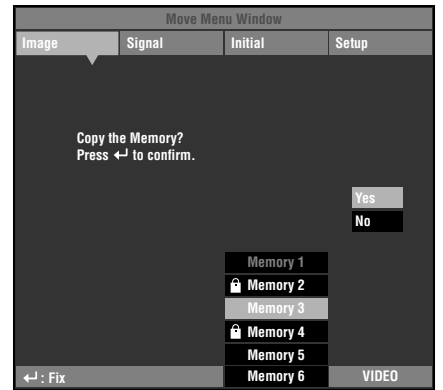 Move Menu Window
Image Signal Initial Setup
Copy the Memory?
Press ↵ to confirm.
Yes
No
Memory 1
Memory 2
Memory 3
Memory 4
Memory 5
↵ : Fix Memory 6 VIDEO